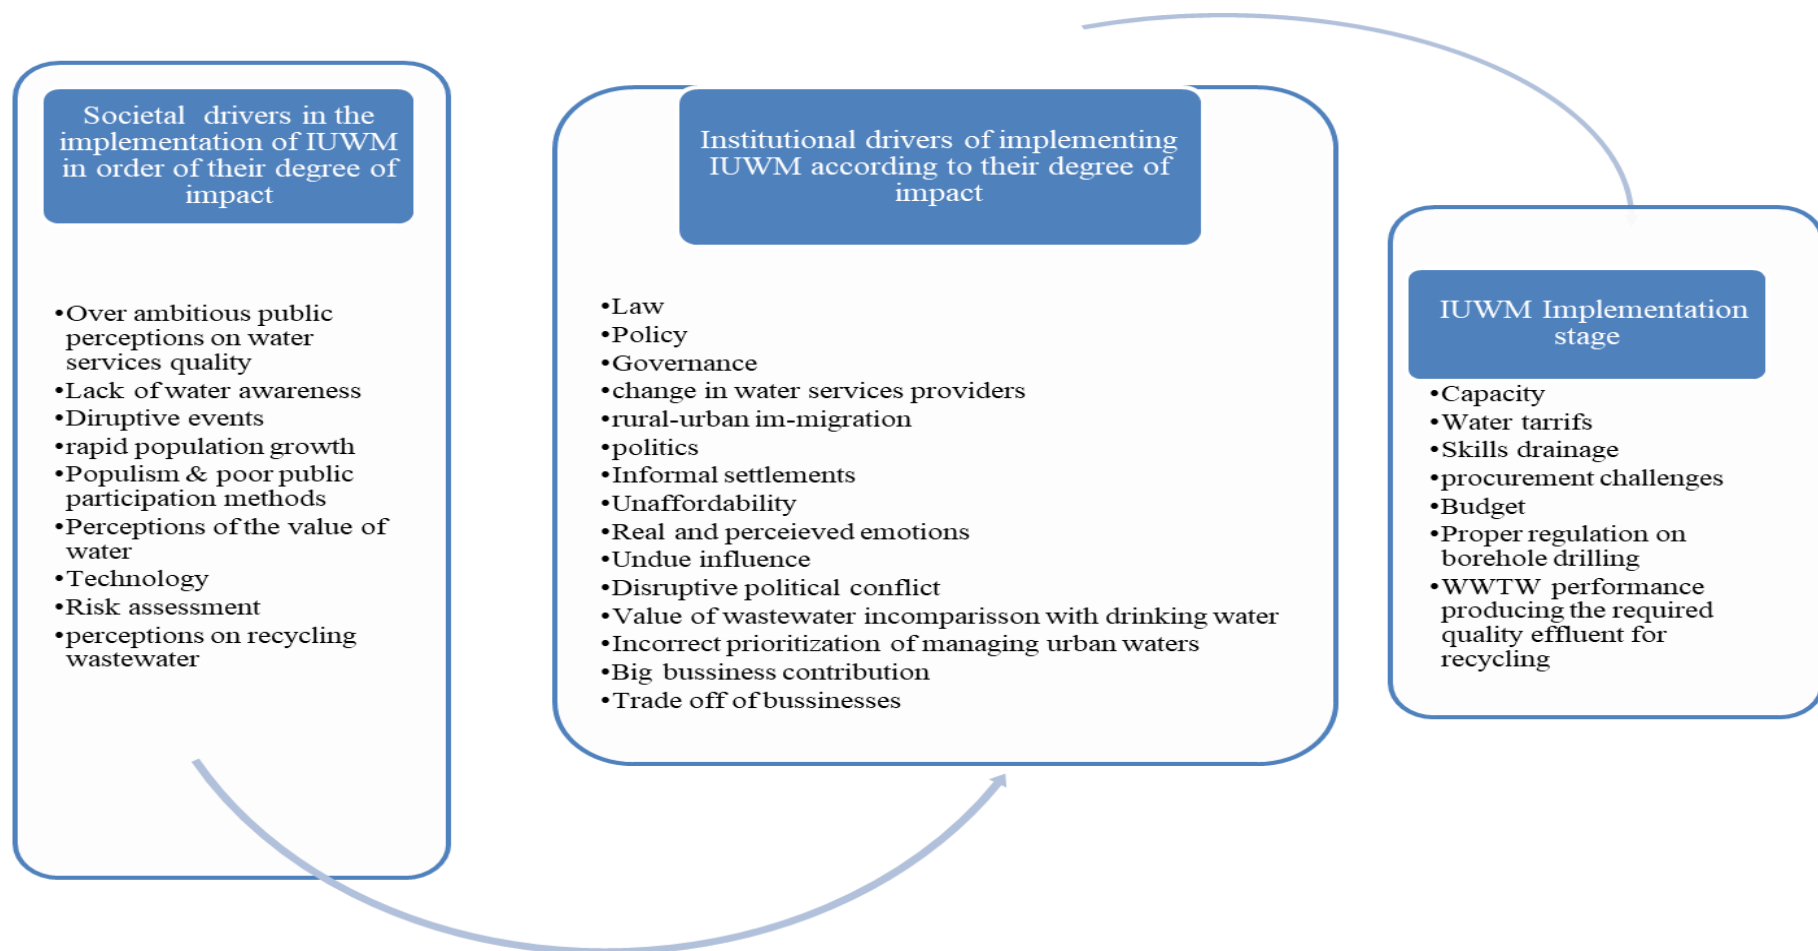 Societal drivers in the
implementation of IUWM
in order of their degree of
impact
•Over ambitious public
perceptions on water
services quality
•Lack of water awareness
•Diruptive events
•rapid population growth
•Populism & poor public
participation methods
•Perceptions of the value of
water
•Technology
•Risk assessment
•perceptions on recycling
wastewater
Institutional drivers of implementing
IUWM according to their degree of
impact
•Law
•Policy
•Governance
•change in water services providers
•rural-urban im-migration
•politics
•Informal settlements
•Unaffordability
•Real and perceieved emotions
•Undue influence
•Disruptive political conflict
•Value of wastewater incomparisson with drinking water
•Incorrect prioritization of managing urban waters
•Big bussiness contribution
•Trade off of bussinesses
IUWM Implementation
stage
•Capacity
•Water tarrifs
•Skills drainage
•procurement challenges
•Budget
•Proper regulation on
borehole drilling
•WWTW performance
producing the required
quality effluent for
recycling